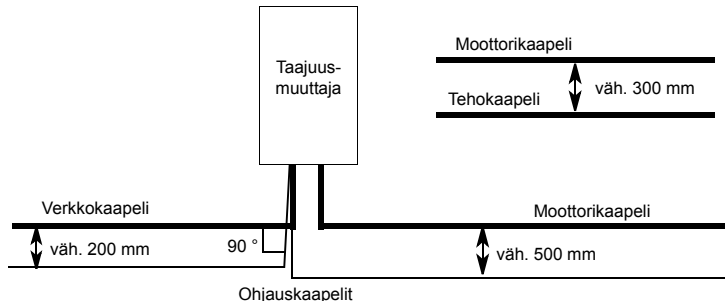 Taajuus-
muuttaja
Moottorikaapeli
väh. 300 mm
Tehokaapeli
Verkkokaapeli
Moottorikaapeli
väh. 200 mm
90 °
väh. 500 mm
Ohjauskaapelit